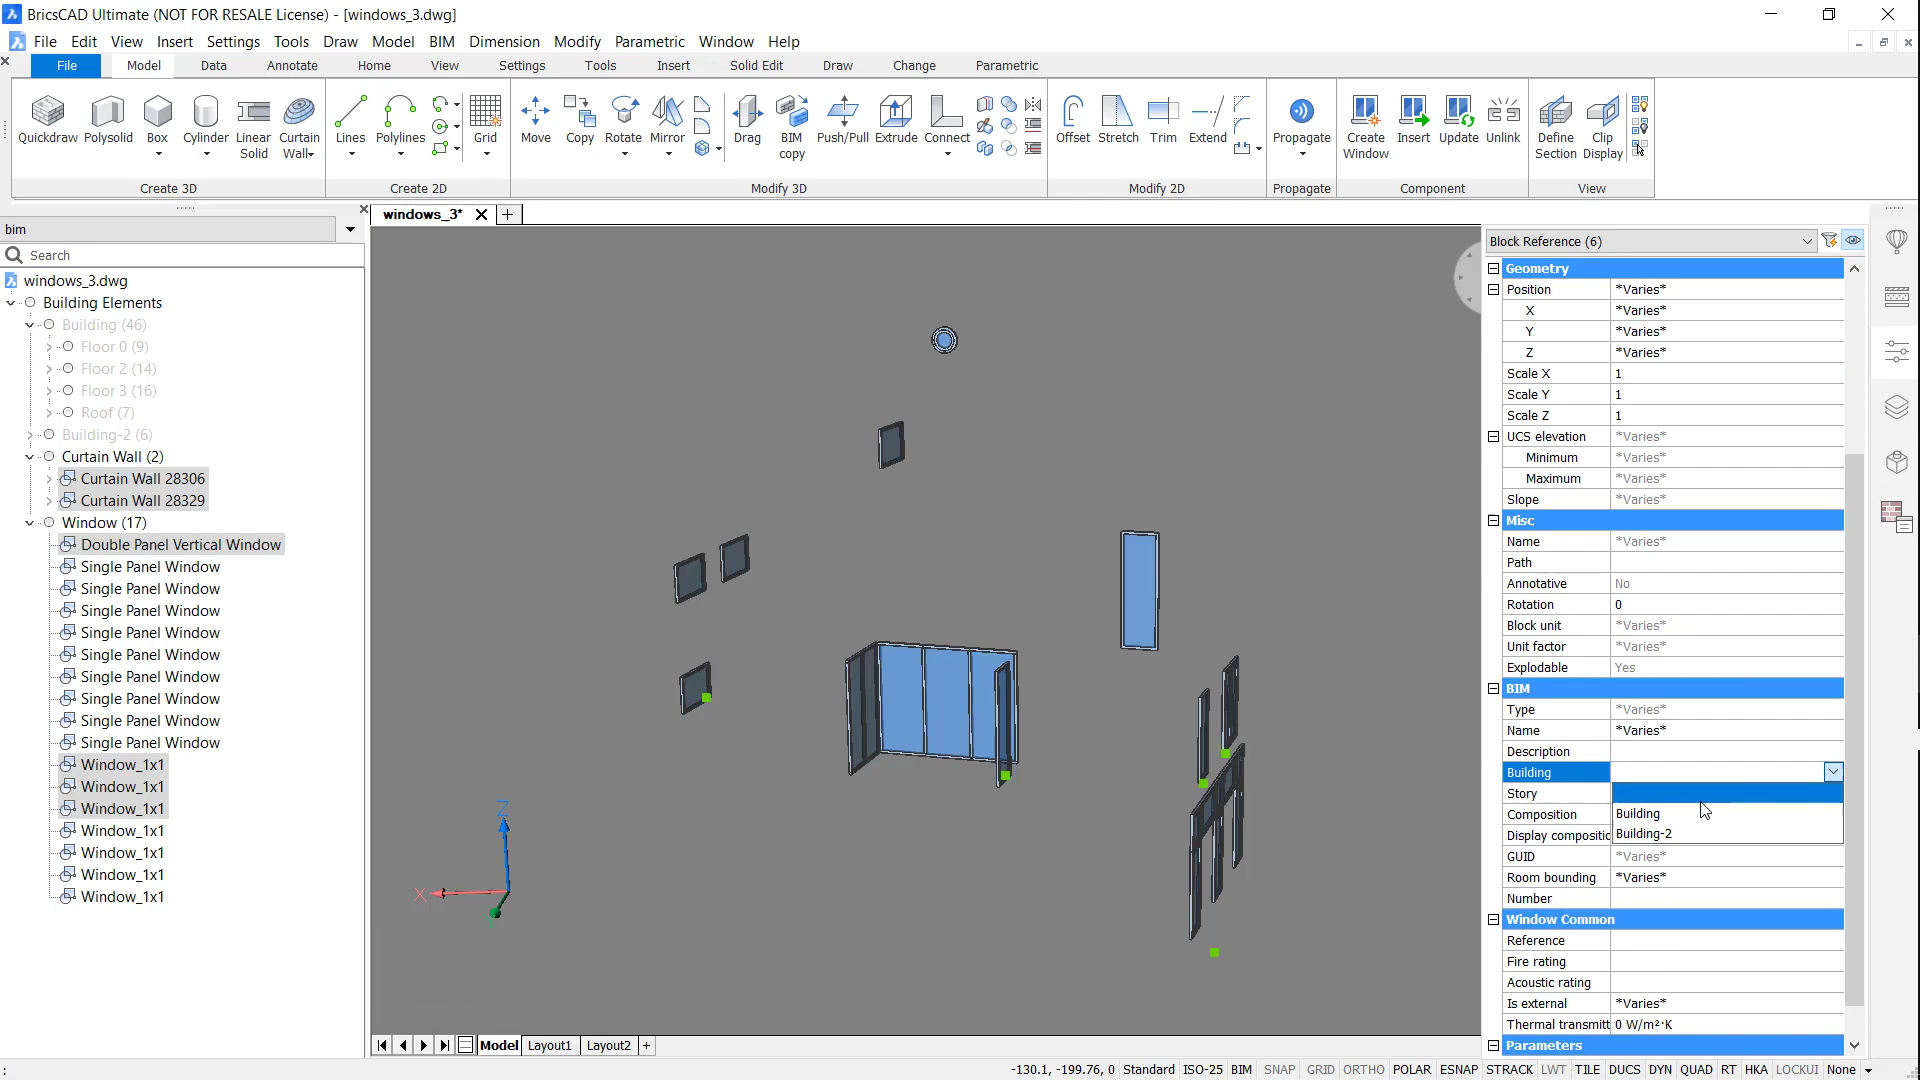 BricsCAD Ultimate (NOT FOR RESALE License) - [windows_3.dwg]
File Edit View Insert Settings Tools Draw Model BIM Dimension Modify Parametric Window Help
File Model Data Annotate Home View Settings Tools Insert Solid Edit Draw Change Parametric
Quickdraw Polysolid Box Cylinder Linear Solid Curtain Wall
Lines Polylines Grid
Move Copy Rotate Mirror Drag BIM copy Push/Pull Extrude Connect
Offset Stretch Trim Extend
Propagate
Create Window Insert Update Unlink
Define Section Clip Display
Create 3D Create 2D Modify 3D Modify 2D Propagate Component View
windows_3*
bim
Search
windows_3.dwg
Building Elements
Building (46)
Floor 0 (9)
Floor 2 (14)
Floor 3 (16)
Roof (7)
Building-2 (6)
Curtain Wall (2)
Curtain Wall 28306
Curtain Wall 28329
Window (17)
Double Panel Vertical Window
Single Panel Window
Single Panel Window
Single Panel Window
Single Panel Window
Single Panel Window
Single Panel Window
Single Panel Window
Single Panel Window
Single Panel Window
Window_1x1
Window_1x1
Window_1x1
Window_1x1
Window_1x1
Window_1x1
Window_1x1
Z
X
Block Reference (6)
Geometry
Position *Varies*
X *Varies*
Y *Varies*
Z *Varies*
Scale X 1
Scale Y 1
Scale Z 1
UCS elevation *Varies*
Minimum *Varies*
Maximum *Varies*
Slope *Varies*
Misc
Name *Varies*
Path
Annotative No
Rotation 0
Block unit *Varies*
Unit factor *Varies*
Explodable Yes
BIM
Type *Varies*
Name *Varies*
Description
Building
Story
Composition Building
Display compositic Building-2
GUID *Varies*
Room bounding *Varies*
Number
Window Common
Reference
Fire rating
Acoustic rating
Is external *Varies*
Thermal transmitt 0 W/m²·K
Parameters
Model Layout1 Layout2 +
: -130.1, -199.76, 0 Standard ISO-25 BIM SNAP GRID ORTHO POLAR ESNAP STRACK LWT TILE DUCS DYN QUAD RT HKA LOCKUI None